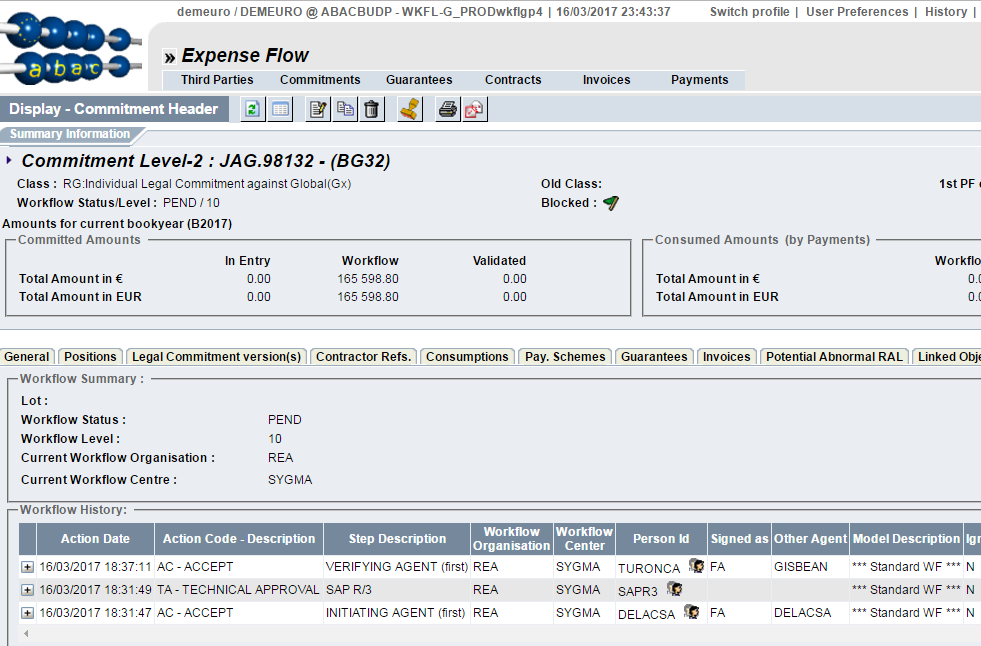 demeuro / DEMEURO @ ABACBUDP - WKFL-G_PRODwkflgp4 | 16/03/2017 23:43:37 Switch profile | User Preferences | History |
abac
» Expense Flow
Third Parties Commitments Guarantees Contracts Invoices Payments
Display - Commitment Header
Summary Information
Commitment Level-2 : JAG.98132 - (BG32)
Class : RG:Individual Legal Commitment against Global(Gx) Old Class: 1st PF
Workflow Status/Level : PEND / 10 Blocked :
Amounts for current bookyear (B2017)
Committed Amounts Consumed Amounts (by Payments)
In Entry Workflow Validated Workflo
Total Amount in € 0.00 165 598.80 0.00 Total Amount in € 0.0
Total Amount in EUR 0.00 165 598.80 0.00 Total Amount in EUR 0.0
General Positions Legal Commitment version(s) Contractor Refs. Consumptions Pay. Schemes Guarantees Invoices Potential Abnormal RAL Linked Obje
Workflow Summary :
Lot :
Workflow Status : PEND
Workflow Level : 10
Current Workflow Organisation : REA
Current Workflow Centre : SYGMA
Workflow History:
Action Date Action Code - Description Step Description Workflow Organisation Workflow Center Person Id Signed as Other Agent Model Description Ign
16/03/2017 18:37:11 AC - ACCEPT VERIFYING AGENT (first) REA SYGMA TURONCA FA GISBEAN *** Standard WF *** N
16/03/2017 18:31:49 TA - TECHNICAL APPROVAL SAP R/3 REA SYGMA SAPR3 *** Standard WF *** N
16/03/2017 18:31:47 AC - ACCEPT INITIATING AGENT (first) REA SYGMA DELACSA FA DELACSA *** Standard WF *** N